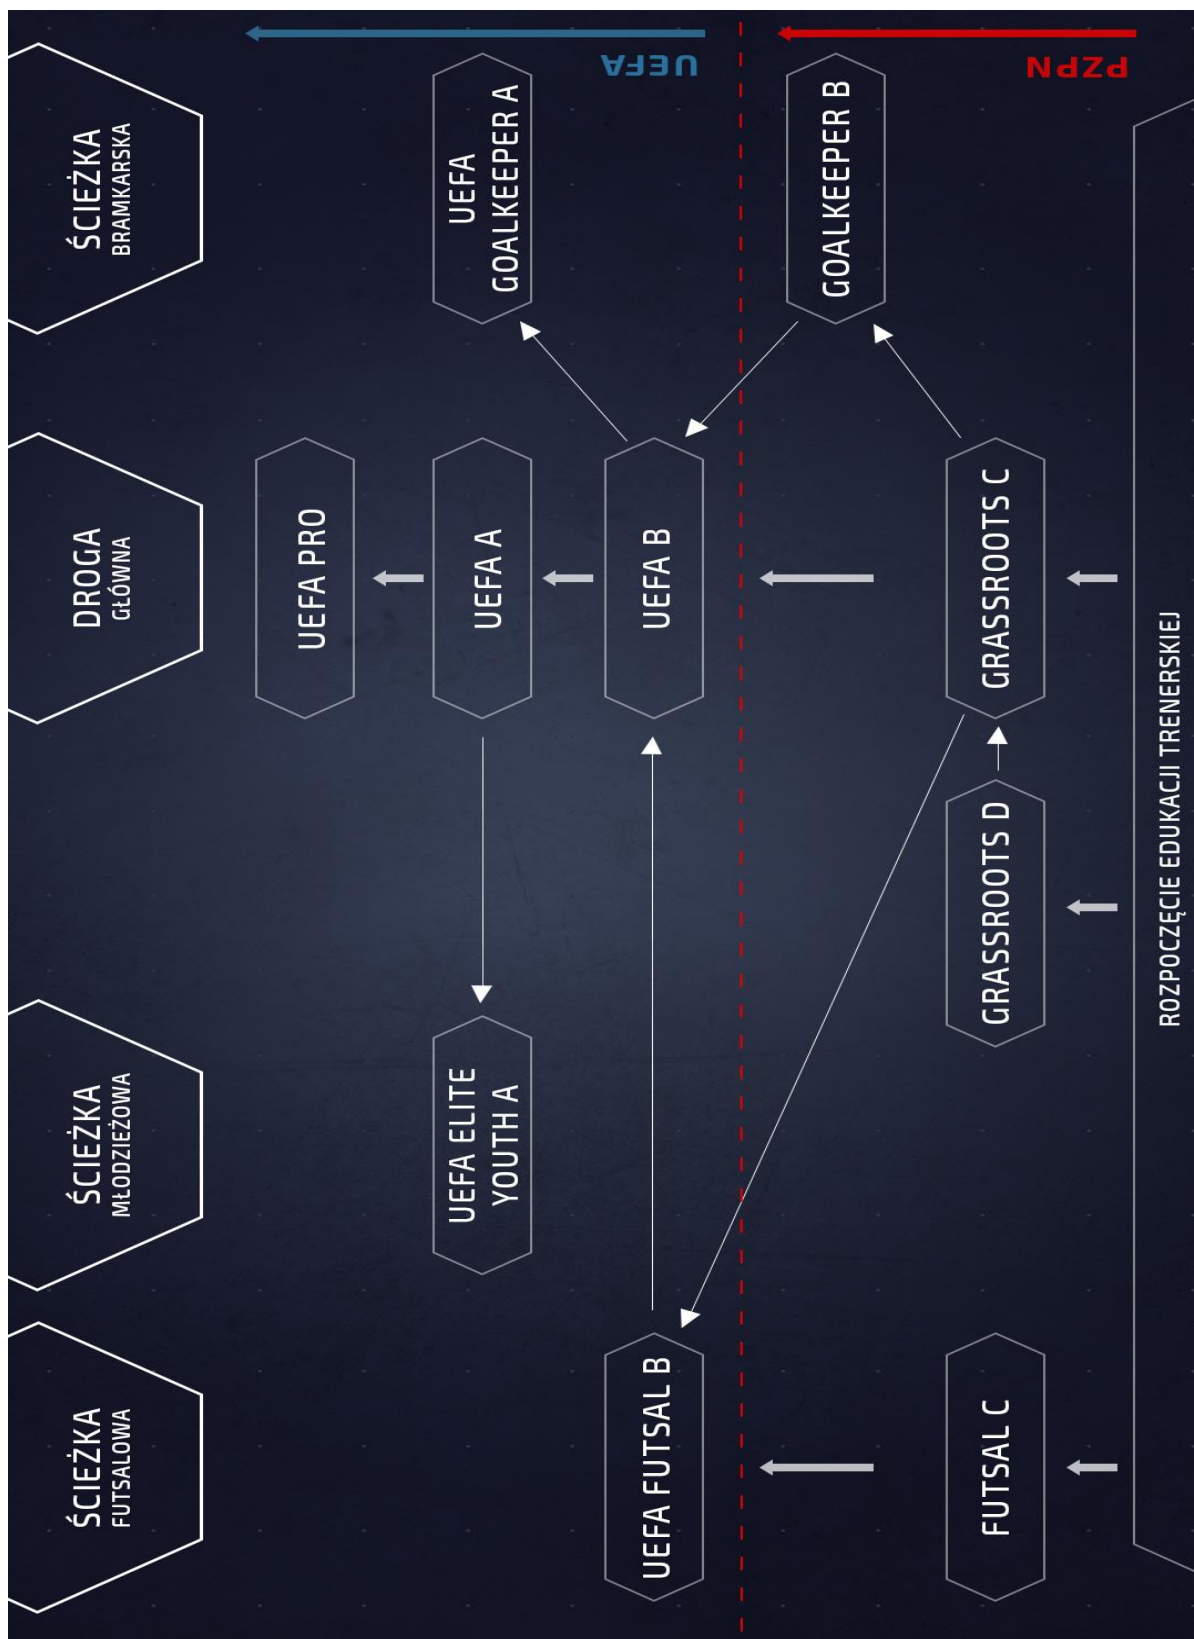 ŚCIEŻKA
FUTSALOWA
ŚCIEŻKA
MŁODZIEŻOWA
DROGA
GŁÓWNA
ŚCIEŻKA
BRAMKARSKA
UEFA PRO
UEFA ELITE
YOUTH A
UEFA A
UEFA
GOALKEEPER A
UEFA FUTSAL B
UEFA B
UEFA
GOALKEEPER B
FUTSAL C
GRASSROOTS D
GRASSROOTS C
PZPN
ROZPOCZĘCIE EDUKACJI TRENERSKIEJ